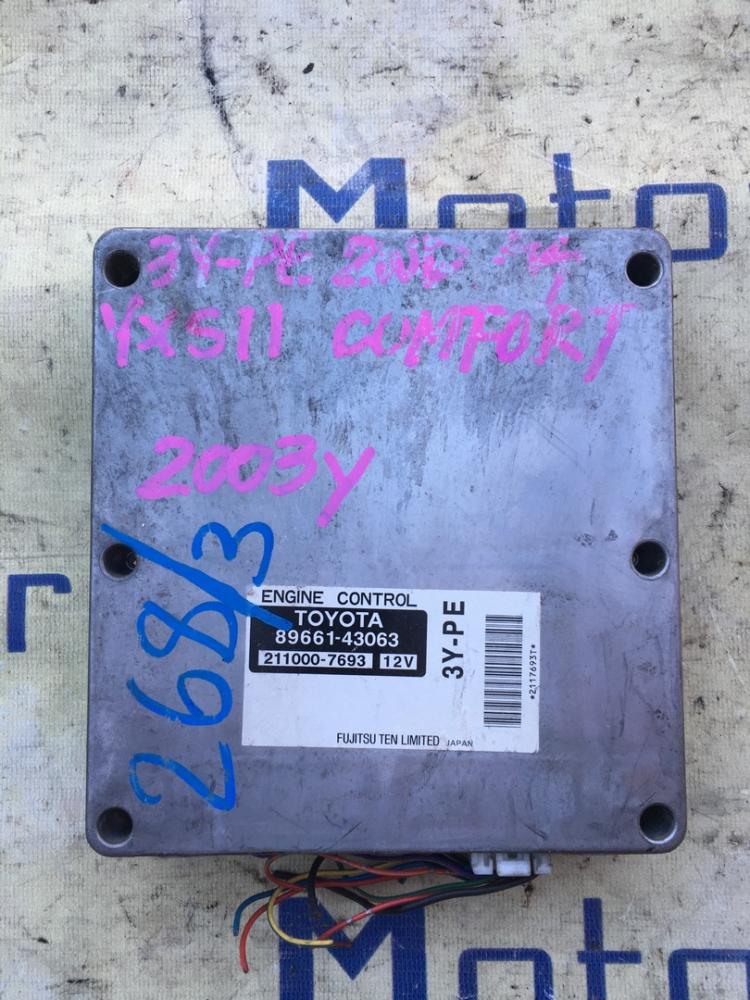 Moto
3Y-PE 2WD
YXS11 COMFORT
2003y
268/3
r
ENGINE CONTROL
TOYOTA
89661-43063
211000-7693 12V
3Y-PE
*2117693T*
FUJITSU TEN LIMITED JAPAN
Moto